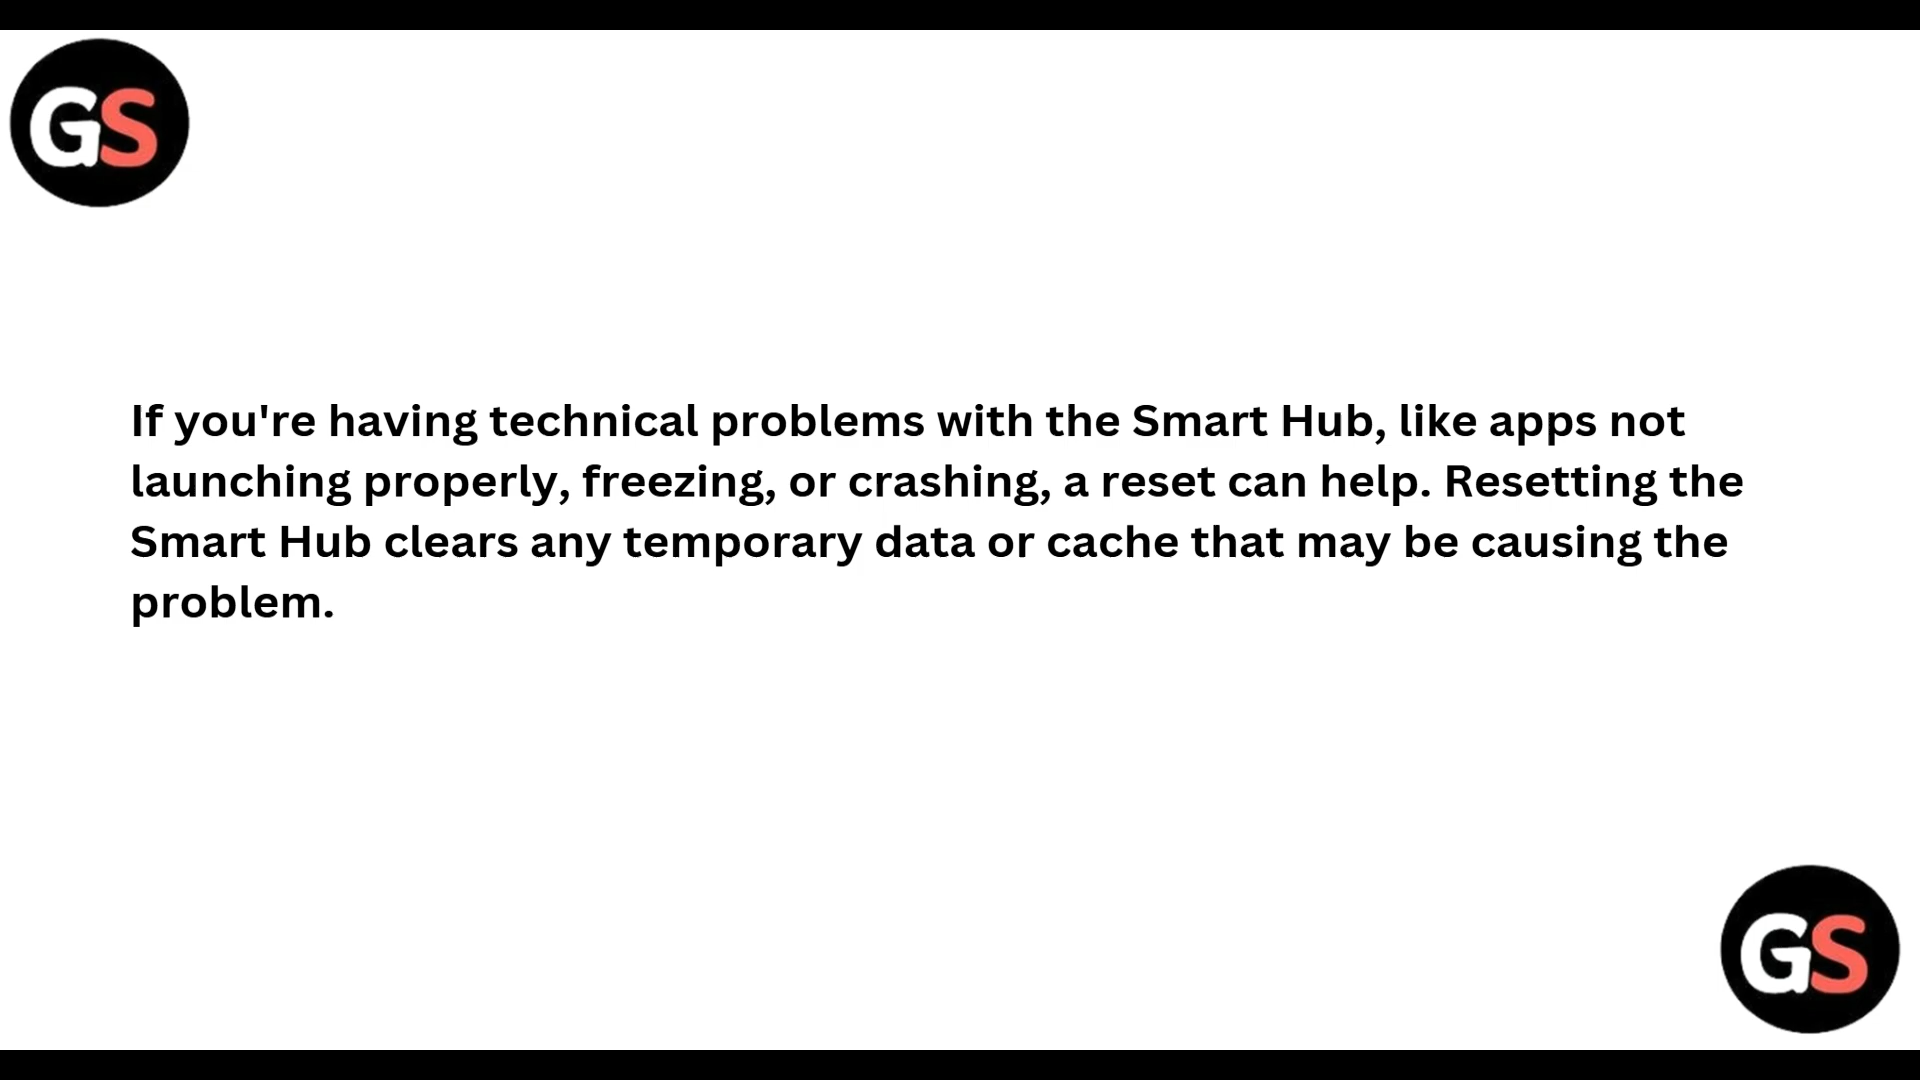 GS
If you're having technical problems with the Smart Hub, like apps not
launching properly, freezing, or crashing, a reset can help. Resetting the
Smart Hub clears any temporary data or cache that may be causing the
problem.
GS